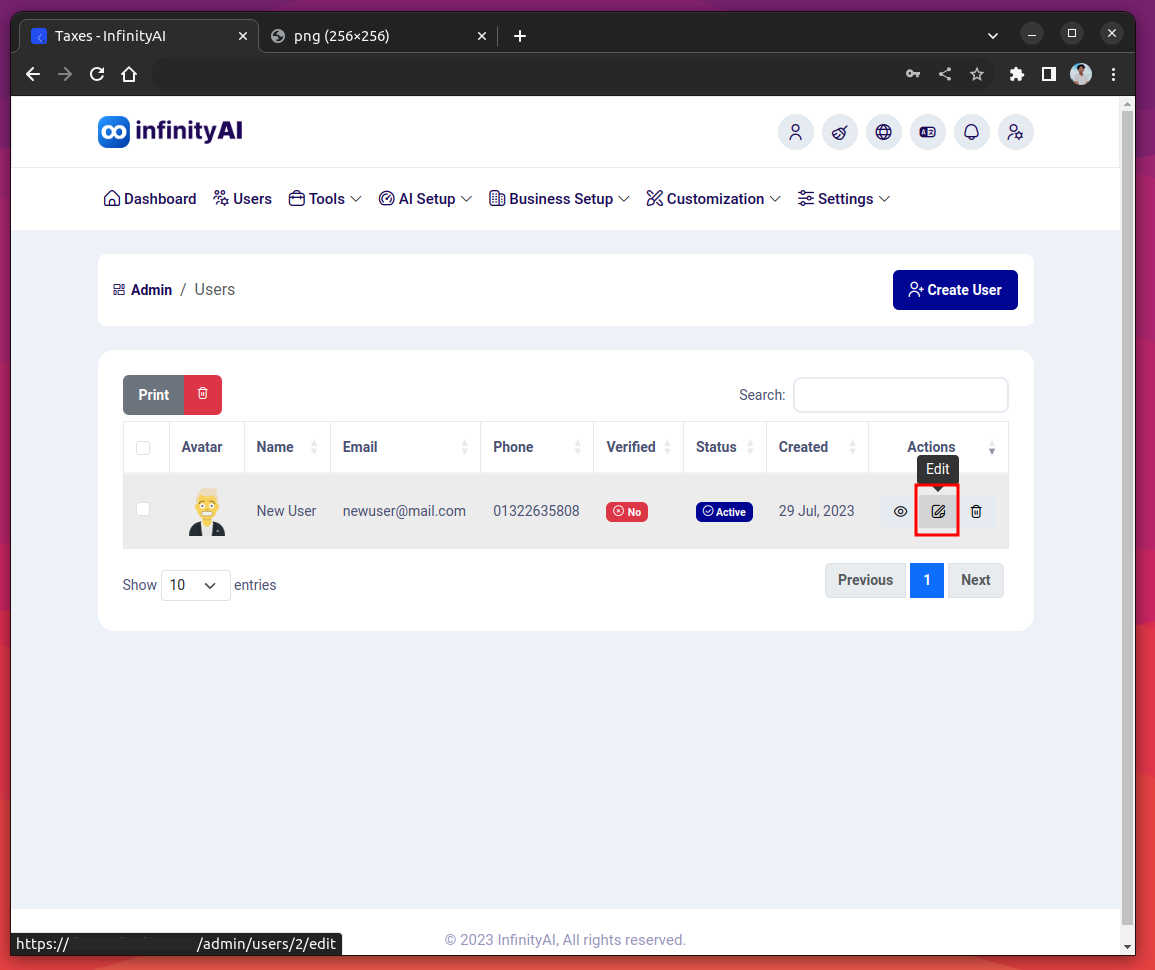 Taxes - InfinityAI
png (256×256)
infinityAI
Dashboard Users Tools AI Setup Business Setup Customization Settings
Admin / Users
Create User
Print
Search:
Avatar Name Email Phone Verified Status Created Actions
Edit
New User newuser@mail.com 01322635808 No Active 29 Jul, 2023
Show 10 entries
Previous 1 Next
© 2023 InfinityAI, All rights reserved.
https:// /admin/users/2/edit